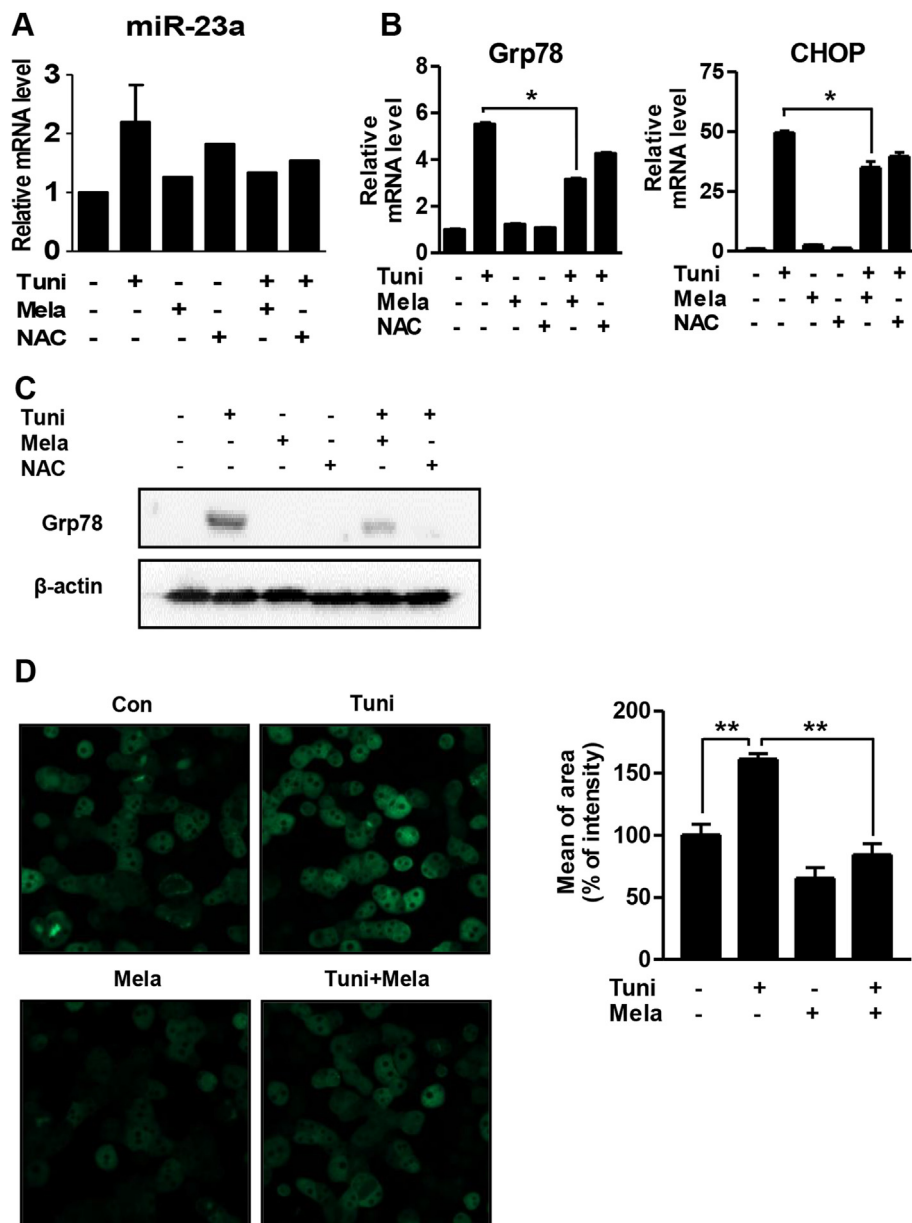 A
miR-23a
Relative mRNA level
3
2
1
0
Tuni - + - - + +
Mela - - + - + -
NAC - - - + - +
B
Grp78
Relative
mRNA level
8
6
4
2
0
*
Tuni - + - - + +
Mela - - + - + -
NAC - - - + - +
CHOP
Relative
mRNA level
75
50
25
0
*
Tuni - + - - + +
Mela - - + - + -
NAC - - - + - +
C
Tuni - + - - + +
Mela - - + - + -
NAC - - - + - +
Grp78
β-actin
D
Con
Tuni
Mela
Tuni+Mela
Mean of area
(% of intensity)
200
150
100
50
0
** **
Tuni - + - +
Mela - - + +